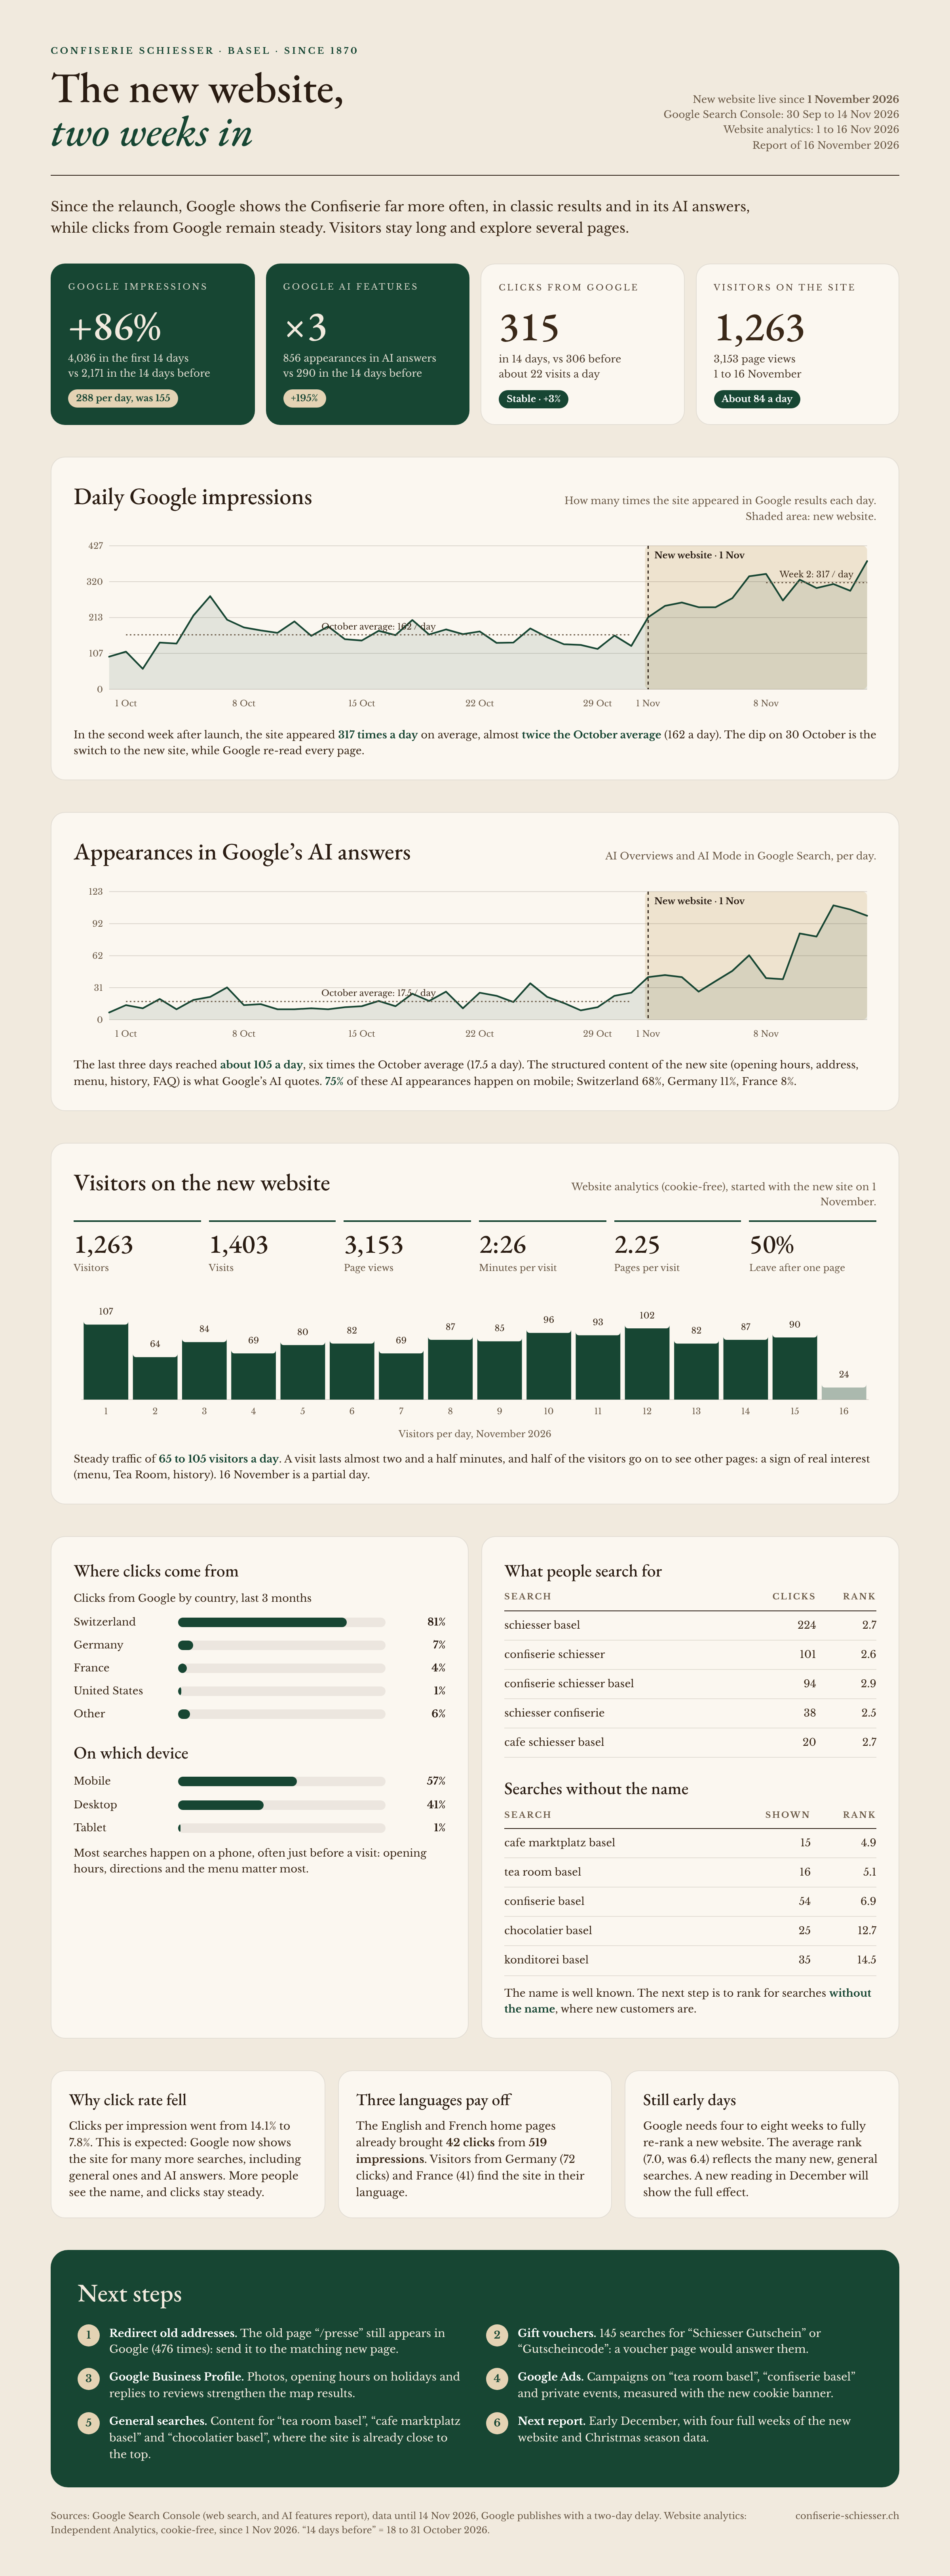 CONFISERIE SCHIESSER · BASEL · SINCE 1870
The new website,
two weeks in
New website live since 1 November 2026
Google Search Console: 30 Sep to 14 Nov 2026
Website analytics: 1 to 16 Nov 2026
Report of 16 November 2026
Since the relaunch, Google shows the Confiserie far more often, in classic results and in its AI answers,
while clicks from Google remain steady. Visitors stay long and explore several pages.
GOOGLE IMPRESSIONS
+86%
4,036 in the first 14 days
vs 2,171 in the 14 days before
288 per day, was 155
GOOGLE AI FEATURES
×3
856 appearances in AI answers
vs 290 in the 14 days before
+195%
CLICKS FROM GOOGLE
315
in 14 days, vs 306 before
about 22 visits a day
Stable · +3%
VISITORS ON THE SITE
1,263
3,153 page views
1 to 16 November
About 84 a day
Daily Google impressions
How many times the site appeared in Google results each day.
Shaded area: new website.
427
320
213
107
0
New website · 1 Nov
Week 2: 317 / day
October average: 162 / day
1 Oct 8 Oct 15 Oct 22 Oct 29 Oct 1 Nov 8 Nov
In the second week after launch, the site appeared 317 times a day on average, almost twice the October average (162 a day). The dip on 30 October is the
switch to the new site, while Google re-read every page.
Appearances in Google’s AI answers
AI Overviews and AI Mode in Google Search, per day.
123
92
62
31
0
New website · 1 Nov
October average: 17.5 / day
1 Oct 8 Oct 15 Oct 22 Oct 29 Oct 1 Nov 8 Nov
The last three days reached about 105 a day, six times the October average (17.5 a day). The structured content of the new site (opening hours, address,
menu, history, FAQ) is what Google’s AI quotes. 75% of these AI appearances happen on mobile; Switzerland 68%, Germany 11%, France 8%.
Visitors on the new website
Website analytics (cookie-free), started with the new site on 1
November.
1,263 1,403 3,153 2:26 2.25 50%
Visitors Visits Page views Minutes per visit Pages per visit Leave after one page
107 64 84 69 80 82 69 87 85 96 93 102 82 87 90 24
1 2 3 4 5 6 7 8 9 10 11 12 13 14 15 16
Visitors per day, November 2026
Steady traffic of 65 to 105 visitors a day. A visit lasts almost two and a half minutes, and half of the visitors go on to see other pages: a sign of real interest
(menu, Tea Room, history). 16 November is a partial day.
Where clicks come from
Clicks from Google by country, last 3 months
Switzerland 81%
Germany 7%
France 4%
United States 1%
Other 6%
On which device
Mobile 57%
Desktop 41%
Tablet 1%
Most searches happen on a phone, often just before a visit: opening
hours, directions and the menu matter most.
What people search for
SEARCH CLICKS RANK
schiesser basel 224 2.7
confiserie schiesser 101 2.6
confiserie schiesser basel 94 2.9
schiesser confiserie 38 2.5
cafe schiesser basel 20 2.7
Searches without the name
SEARCH SHOWN RANK
cafe marktplatz basel 15 4.9
tea room basel 16 5.1
confiserie basel 54 6.9
chocolatier basel 25 12.7
konditorei basel 35 14.5
The name is well known. The next step is to rank for searches without
the name, where new customers are.
Why click rate fell
Clicks per impression went from 14.1% to
7.8%. This is expected: Google now shows
the site for many more searches, including
general ones and AI answers. More people
see the name, and clicks stay steady.
Three languages pay off
The English and French home pages
already brought 42 clicks from 519
impressions. Visitors from Germany (72
clicks) and France (41) find the site in their
language.
Still early days
Google needs four to eight weeks to fully
re-rank a new website. The average rank
(7.0, was 6.4) reflects the many new, general
searches. A new reading in December will
show the full effect.
Next steps
1 Redirect old addresses. The old page “/presse” still appears in
Google (476 times): send it to the matching new page.
2 Gift vouchers. 145 searches for “Schiesser Gutschein” or
“Gutscheincode”: a voucher page would answer them.
3 Google Business Profile. Photos, opening hours on holidays and
replies to reviews strengthen the map results.
4 Google Ads. Campaigns on “tea room basel”, “confiserie basel”
and private events, measured with the new cookie banner.
5 General searches. Content for “tea room basel”, “cafe marktplatz
basel” and “chocolatier basel”, where the site is already close to
the top.
6 Next report. Early December, with four full weeks of the new
website and Christmas season data.
Sources: Google Search Console (web search, and AI features report), data until 14 Nov 2026, Google publishes with a two-day delay. Website analytics:
Independent Analytics, cookie-free, since 1 Nov 2026. “14 days before” = 18 to 31 October 2026.
confiserie-schiesser.ch